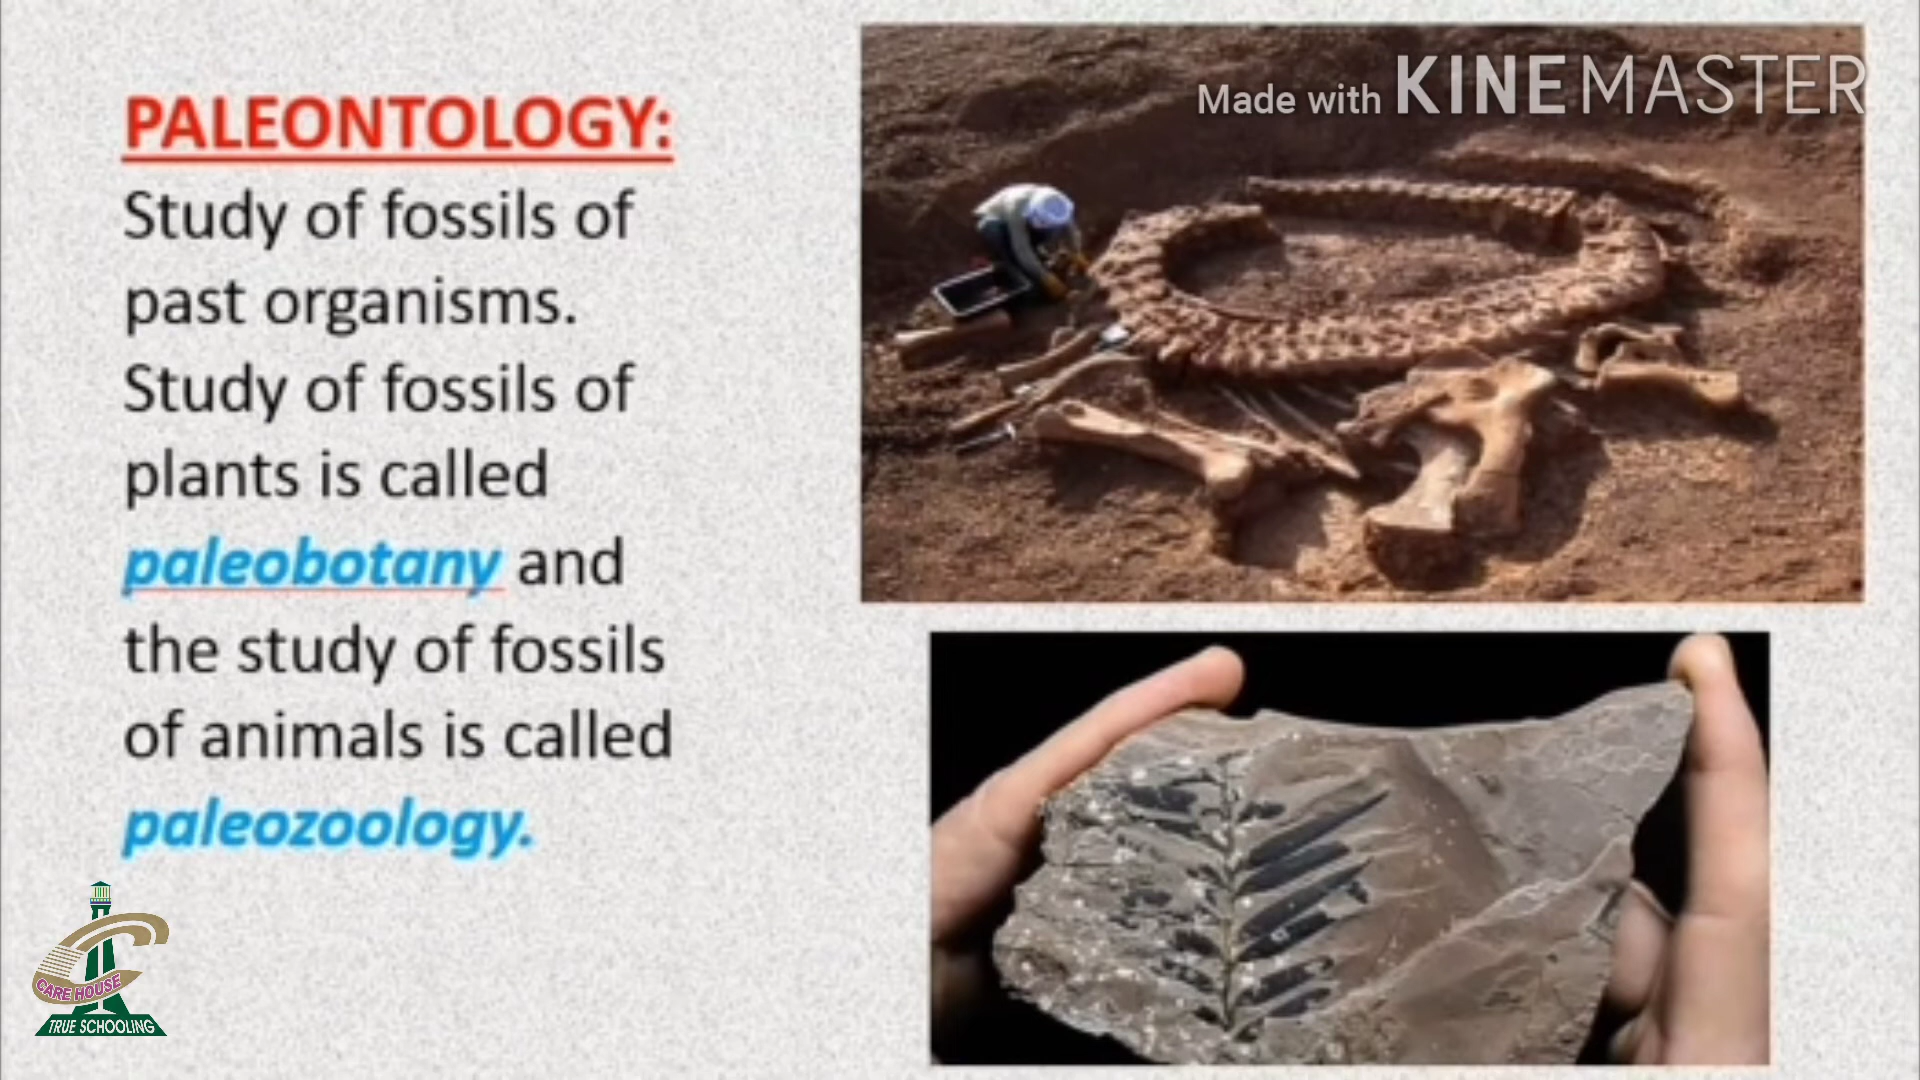 Made with KINEMASTER
PALEONTOLOGY:
Study of fossils of
past organisms.
Study of fossils of
plants is called
paleobotany and
the study of fossils
of animals is called
paleozoology.
CARE HOUSE
TRUE SCHOOLING